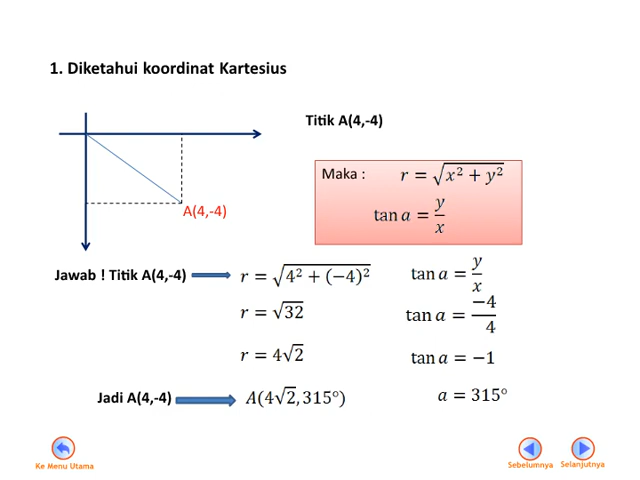 1. Diketahui koordinat Kartesius
Titik A(4,-4)
A(4,-4)
Maka : r = √(x² + y²)
tan a = y/x
Jawab ! Titik A(4,-4) r = √(4² + (−4)²) tan a = y/x
r = √32 tan a = −4/4
r = 4√2 tan a = −1
Jadi A(4,-4) A(4√2, 315°) a = 315°
Ke Menu Utama Sebelumnya Selanjutnya